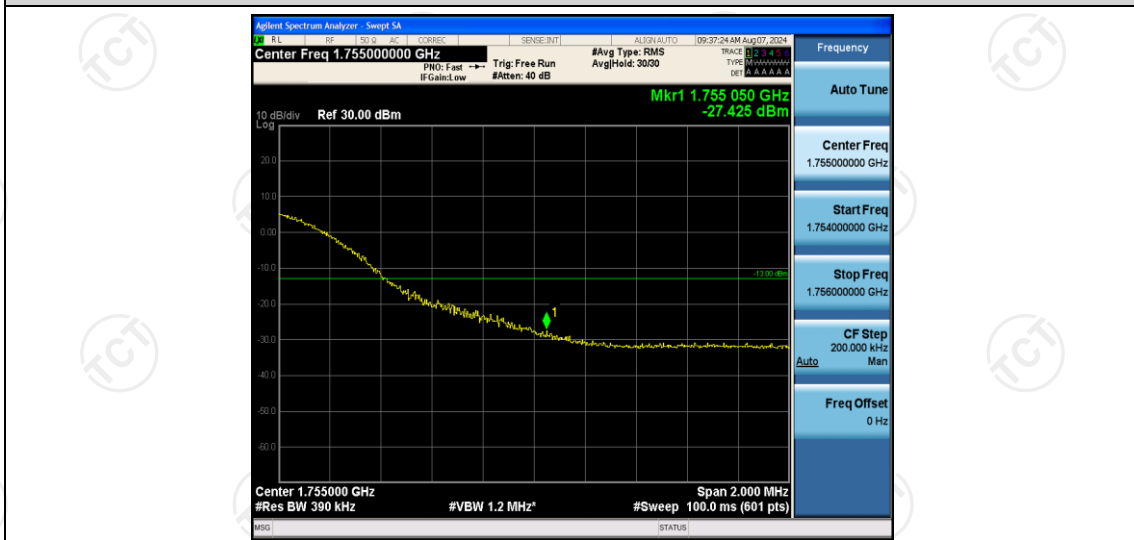 Agilent Spectrum Analyzer - Swept SA
RL RF 50 Ω AC CORREC SENSE:INT ALIGN AUTO 09:37:24 AM Aug 07, 2024
Center Freq 1.755000000 GHz
PNO: Fast
IFGain:Low
Trig: Free Run
#Atten: 40 dB
#Avg Type: RMS
Avg|Hold: 30/30
TRACE 1 2 3 4 5 6
TYPE M
DET A A A A A A
Mkr1 1.755 050 GHz
-27.425 dBm
10 dB/div
Log
Ref 30.00 dBm
20.0
10.0
0.00
-10.0
-20.0
-30.0
-40.0
-50.0
-60.0
-13.00 dBm
1
Center 1.755000 GHz
Span 2.000 MHz
#Res BW 390 kHz
#VBW 1.2 MHz*
#Sweep 100.0 ms (601 pts)
MSG
STATUS
Frequency
Auto Tune
Center Freq
1.755000000 GHz
Start Freq
1.754000000 GHz
Stop Freq
1.756000000 GHz
CF Step
200.000 kHz
Auto Man
Freq Offset
0 Hz
TCT
TCT
TCT
TCT